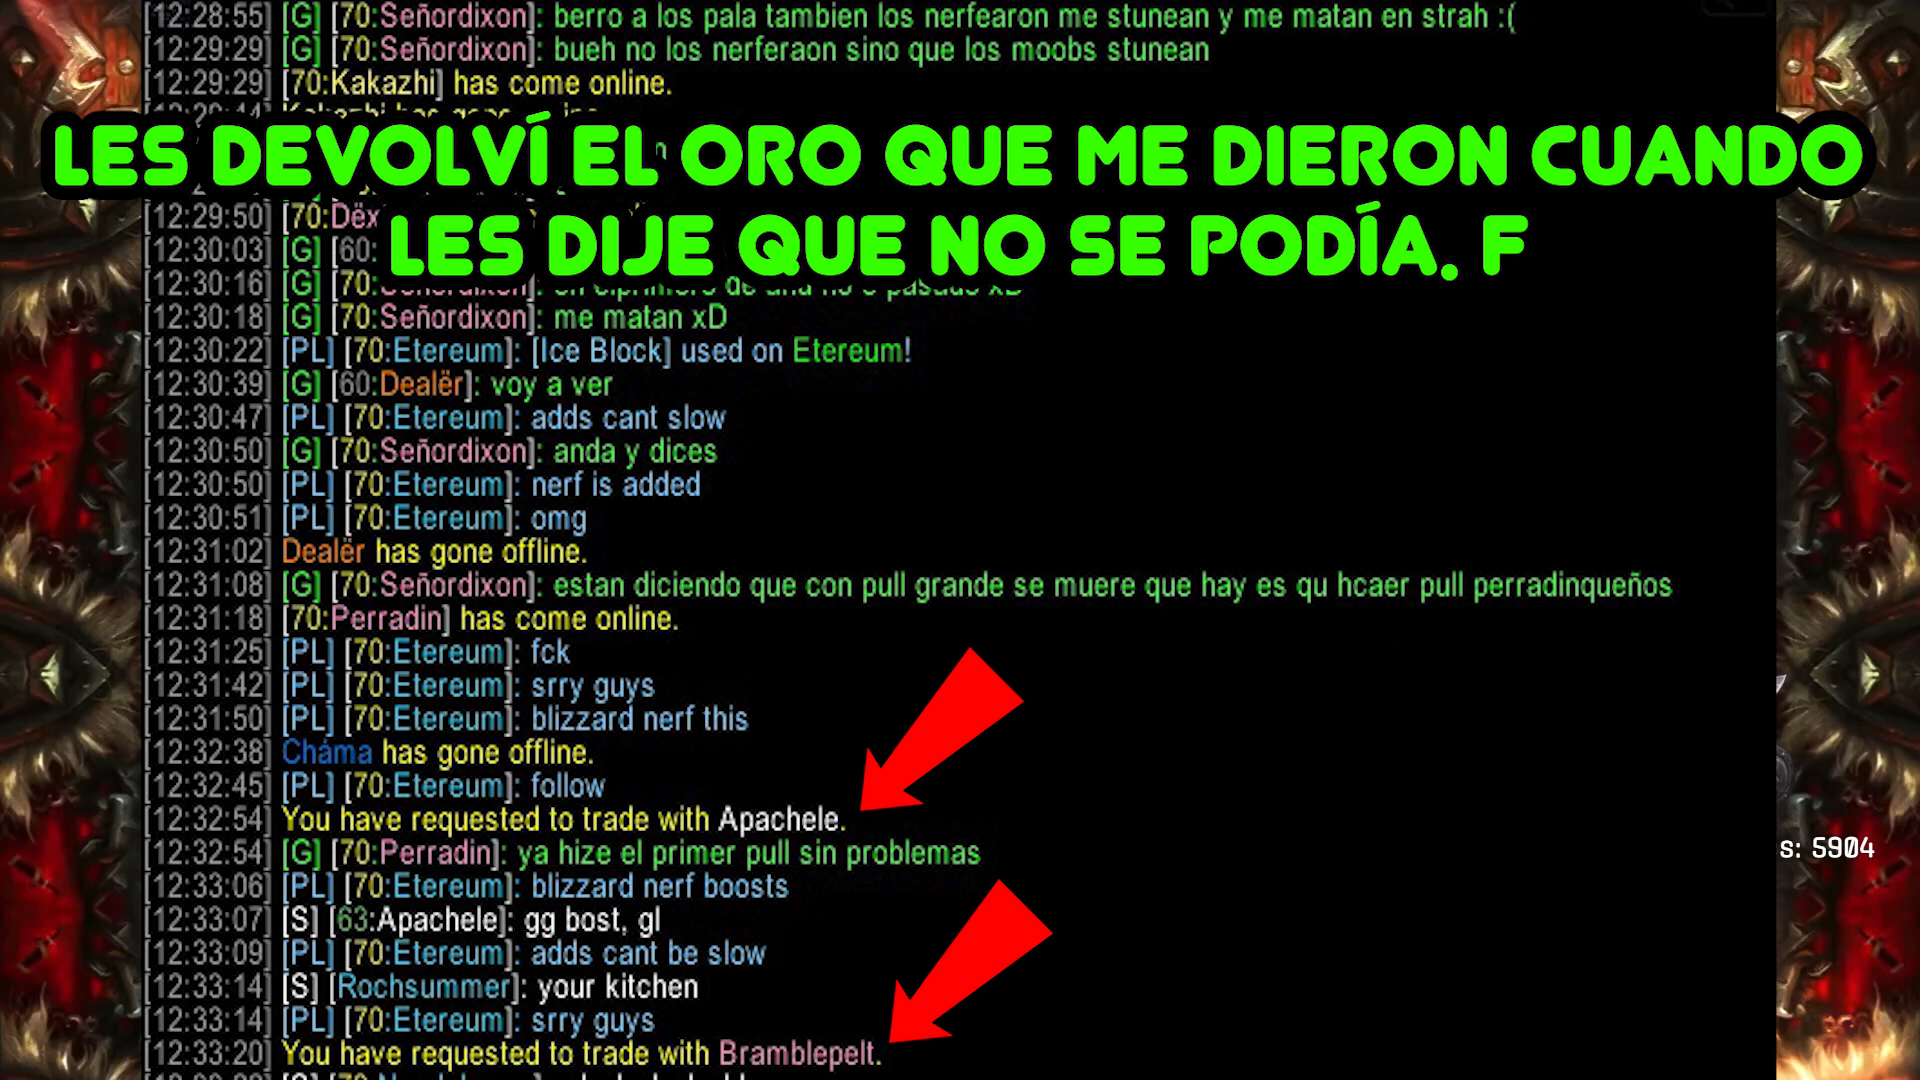 [12:28:55] [G] [70:Señordixon]: berro a los pala tambien los nerfearon me stunean y me matan en strah :(
[12:29:29] [G] [70:Señordixon]: bueh no los nerferaon sino que los moobs stunean
[12:29:29] [70:Kakazhi] has come online.
LES DEVOLVÍ EL ORO QUE ME DIERON CUANDO
LES DIJE QUE NO SE PODÍA. F
[12:29:50] [70:Dëx
[12:30:03] [G] [60:
[12:30:16] [G] [70:Señordixon]:
[12:30:18] [G] [70:Señordixon]: me matan xD
[12:30:22] [PL] [70:Etereum]: [Ice Block] used on Etereum!
[12:30:39] [G] [60:Dealër]: voy a ver
[12:30:47] [PL] [70:Etereum]: adds cant slow
[12:30:50] [G] [70:Señordixon]: anda y dices
[12:30:50] [PL] [70:Etereum]: nerf is added
[12:30:51] [PL] [70:Etereum]: omg
[12:31:02] Dealër has gone offline.
[12:31:08] [G] [70:Señordixon]: estan diciendo que con pull grande se muere que hay es qu hcaer pull perradinqueños
[12:31:18] [70:Perradin] has come online.
[12:31:25] [PL] [70:Etereum]: fck
[12:31:42] [PL] [70:Etereum]: srry guys
[12:31:50] [PL] [70:Etereum]: blizzard nerf this
[12:32:38] Cháma has gone offline.
[12:32:45] [PL] [70:Etereum]: follow
[12:32:54] You have requested to trade with Apachele.
[12:32:54] [G] [70:Perradin]: ya hize el primer pull sin problemas
[12:33:06] [PL] [70:Etereum]: blizzard nerf boosts
s: 5904
[12:33:07] [S] [63:Apachele]: gg bost, gl
[12:33:09] [PL] [70:Etereum]: adds cant be slow
[12:33:14] [S] [Rochsummer]: your kitchen
[12:33:14] [PL] [70:Etereum]: srry guys
[12:33:20] You have requested to trade with Bramblepelt.